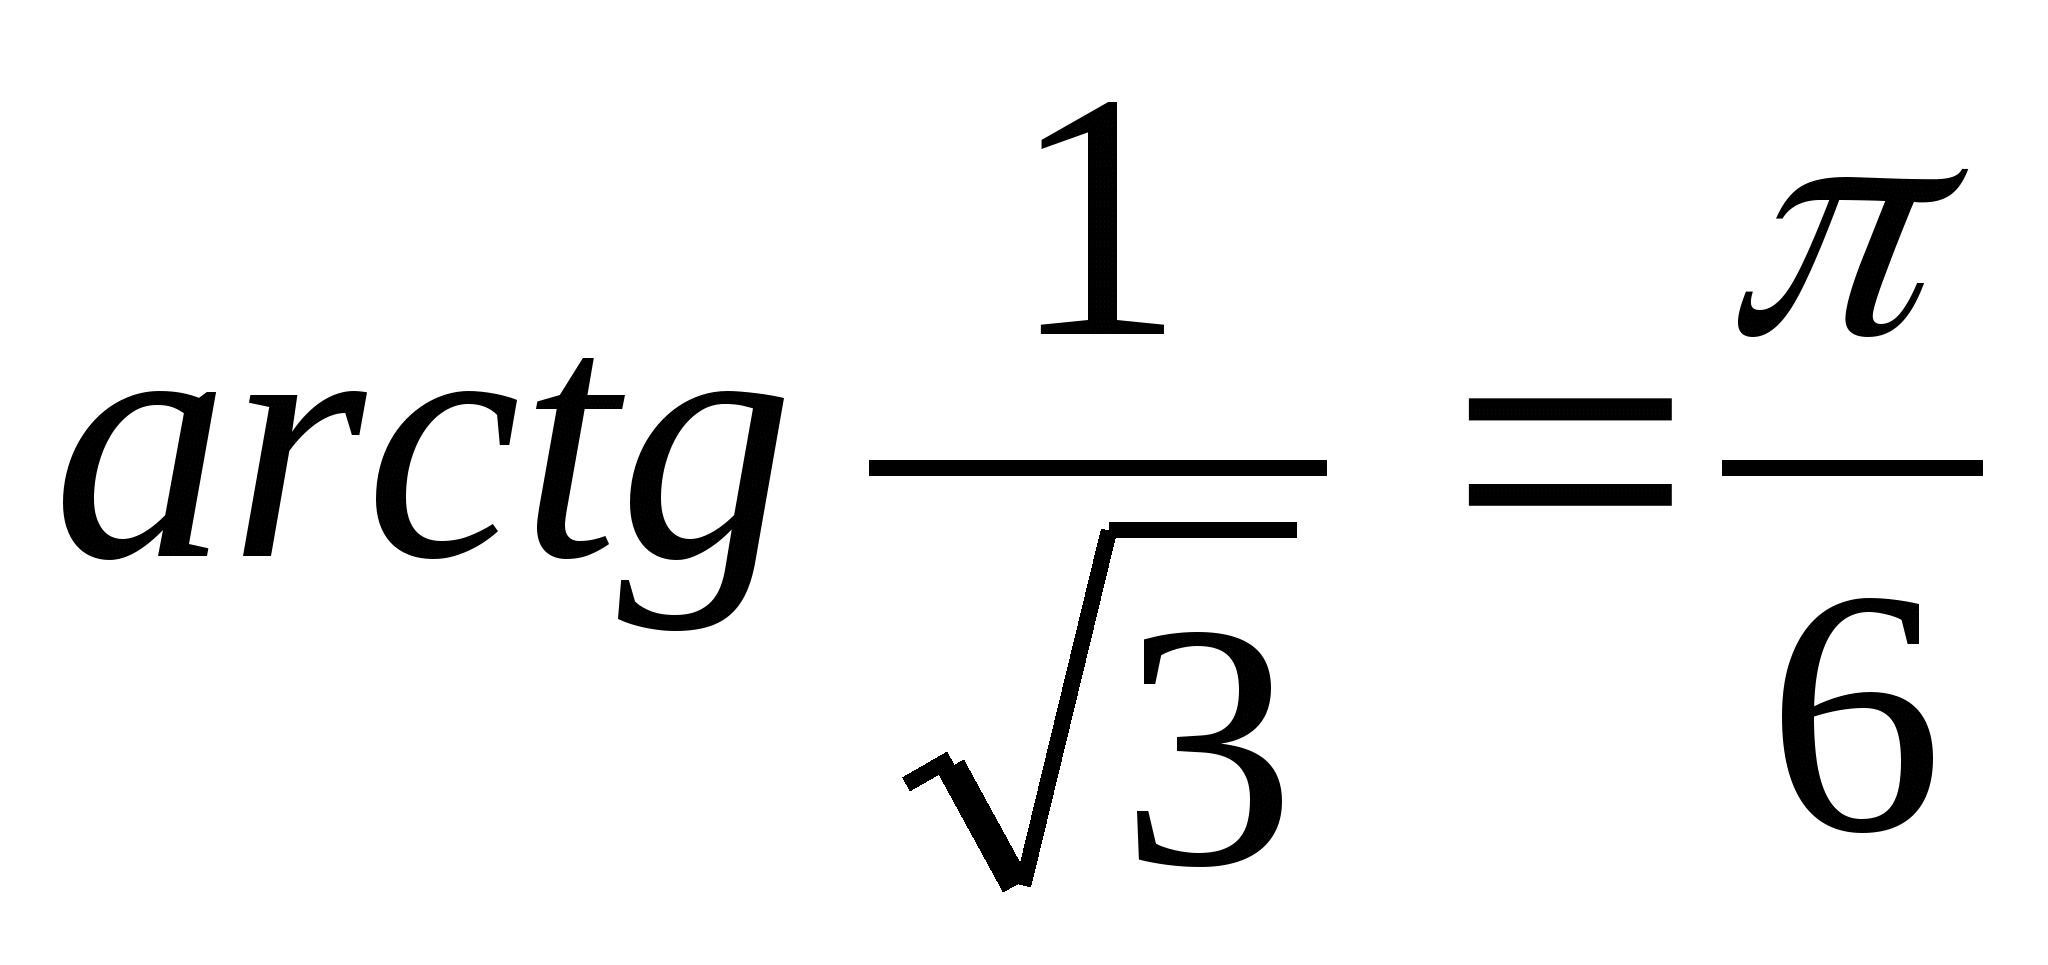 arctg 1/√3 = π/6